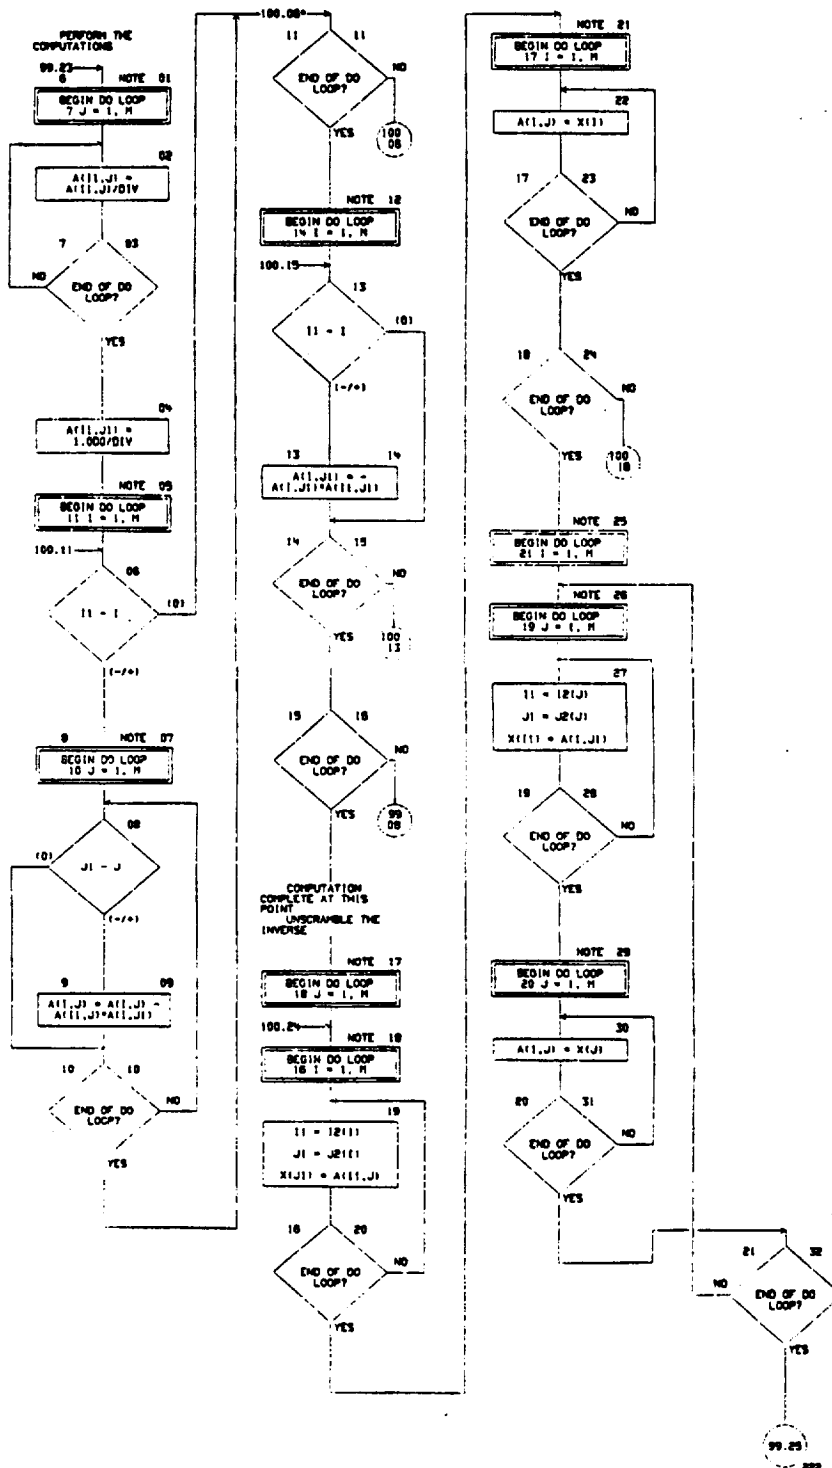 PERFORM THE
COMPUTATIONS
99.23
6 NOTE 01
BEGIN DO LOOP
7 J = 1, M
02
A(I1,J) =
A(I1,J)/DIV
7 03
END OF DO
LOOP?
NO
YES
04
A(I1,J1) =
1.000/DIV
NOTE 05
BEGIN DO LOOP
11 I = 1, M
100.11
06
I1 - I
(0)
(-/+)
8 NOTE 07
BEGIN DO LOOP
10 J = 1, M
08
(0)
J1 - J
(-/+)
9 09
A(I,J) = A(I,J) -
A(I1,J)*A(I,J1)
10 10
END OF DO
LOOP?
NO
YES
100.06*
11 11
END OF DO
LOOP?
NO
YES
100
06
NOTE 12
BEGIN DO LOOP
14 I = 1, M
100.15
13
I1 - I
(0)
(-/+)
13 14
A(I,J1) = -
A(I,J1)*A(I1,J1)
14 15
END OF DO
LOOP?
NO
YES
100
13
15 16
END OF DO
LOOP?
NO
YES
99
08
COMPUTATION
COMPLETE AT THIS
POINT
UNSCRAMBLE THE
INVERSE
NOTE 17
BEGIN DO LOOP
18 J = 1, M
100.24
NOTE 18
BEGIN DO LOOP
16 I = 1, M
19
I1 = I2(I)
J1 = J2(I)
X(J1) = A(I1,J)
16 20
END OF DO
LOOP?
NO
YES
NOTE 21
BEGIN DO LOOP
17 I = 1, M
22
A(I,J) = X(I)
17 23
END OF DO
LOOP?
NO
YES
18 24
END OF DO
LOOP?
NO
YES
100
18
NOTE 25
BEGIN DO LOOP
21 I = 1, M
NOTE 26
BEGIN DO LOOP
19 J = 1, M
27
I1 = I2(J)
J1 = J2(J)
X(I1) = A(I,J1)
19 28
END OF DO
LOOP?
NO
YES
NOTE 29
BEGIN DO LOOP
20 J = 1, M
30
A(I,J) = X(J)
20 31
END OF DO
LOOP?
NO
YES
21 32
NO
END OF DO
LOOP?
YES
99.25